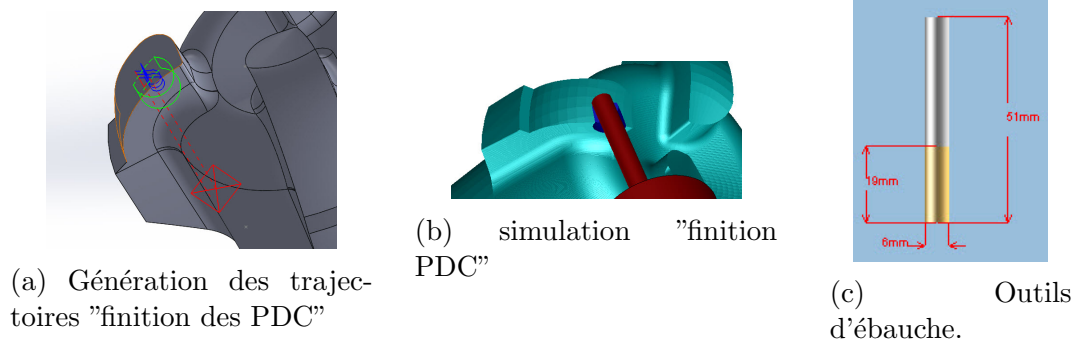 51mm
19mm
6mm
(a) Génération des trajec-
toires ”finition des PDC”
(b) simulation ”finition
PDC”
(c) Outils
d’ébauche.